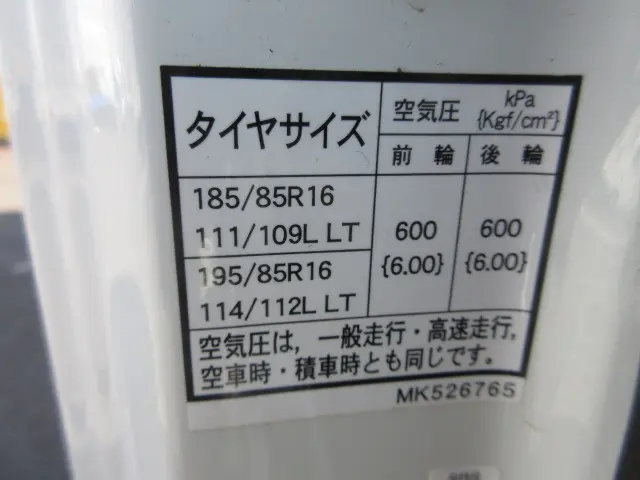 タイヤサイズ
空気圧 kPa
{Kgf/cm²}
前輪 後輪
185/85R16
111/109L LT
195/85R16
114/112L LT
600 600
{6.00} {6.00}
空気圧は，一般走行・高速走行，
空車時・積車時とも同じです。
MK526765